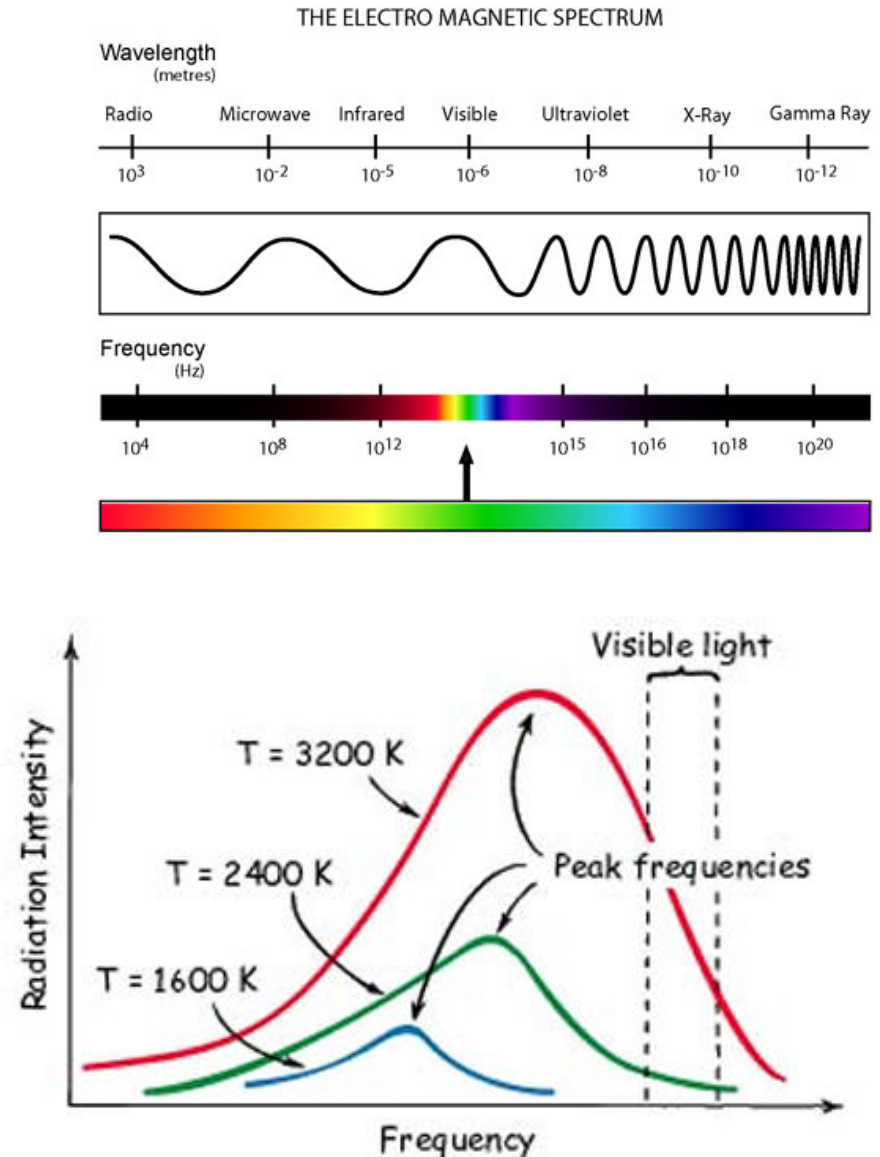 THE ELECTRO MAGNETIC SPECTRUM
Wavelength
(metres)
Radio Microwave Infrared Visible Ultraviolet X-Ray Gamma Ray
10³ 10⁻² 10⁻⁵ 10⁻⁶ 10⁻⁸ 10⁻¹⁰ 10⁻¹²
Frequency
(Hz)
10⁴ 10⁸ 10¹² 10¹⁵ 10¹⁶ 10¹⁸ 10²⁰
Visible light
T = 3200 K
Peak frequencies
T = 2400 K
T = 1600 K
Radiation Intensity
Frequency